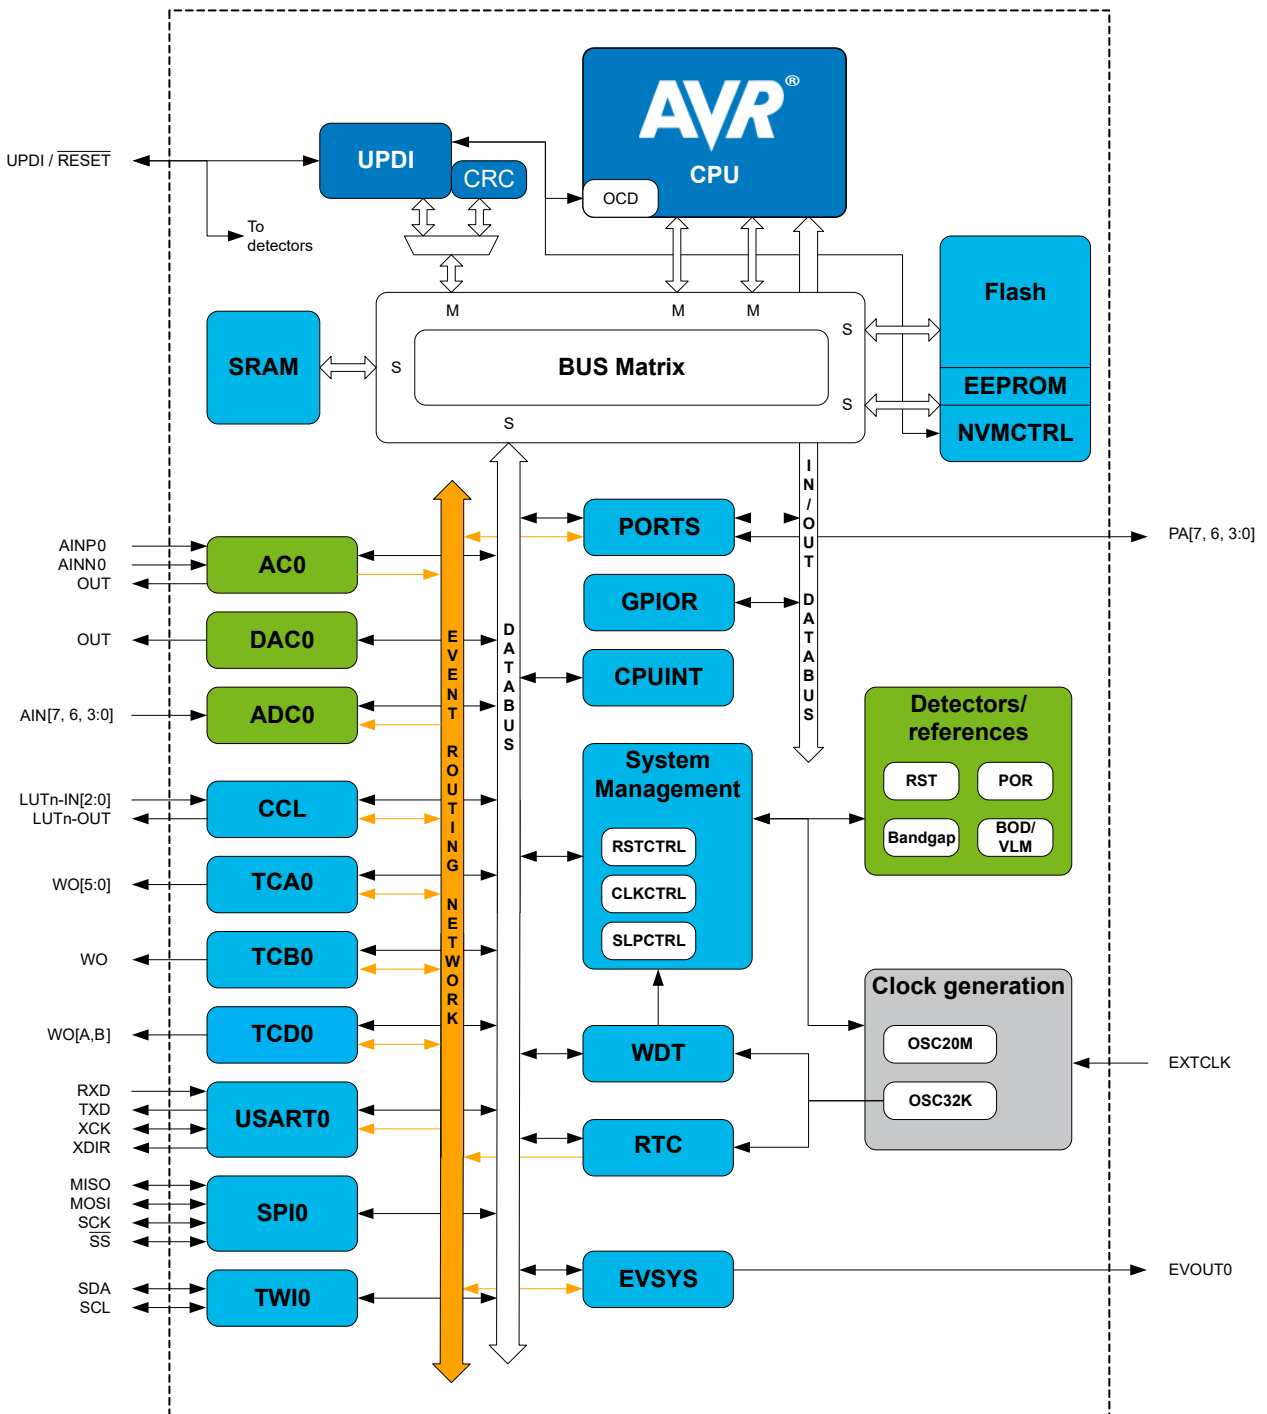 AVR®
CPU
OCD
UPDI
CRC
UPDI / RESET
To
detectors
M
M
M
S
S
S
S
BUS Matrix
SRAM
Flash
EEPROM
NVMCTRL
IN/OUT DATABUS
DATABUS
EVENT ROUTING NETWORK
PORTS
PA[7, 6, 3:0]
GPIOR
CPUINT
AINP0
AINN0
OUT
AC0
OUT
DAC0
AIN[7, 6, 3:0]
ADC0
LUTn-IN[2:0]
LUTn-OUT
CCL
WO[5:0]
TCA0
WO
TCB0
WO[A,B]
TCD0
RXD
TXD
XCK
XDIR
USART0
MISO
MOSI
SCK
SS
SPI0
SDA
SCL
TWI0
System
Management
RSTCTRL
CLKCTRL
SLPCTRL
Detectors/
references
RST
POR
Bandgap
BOD/
VLM
Clock generation
OSC20M
OSC32K
EXTCLK
WDT
RTC
EVSYS
EVOUT0